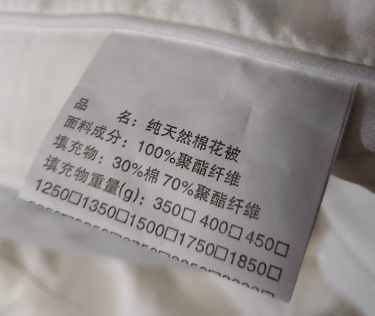 品 名：纯天然棉花被
面料成分：100%聚酯纤维
填充物：30%棉 70%聚酯纤维
填充物重量(g)：350□ 400□ 450□
1250□1350□1500□1750□1850□